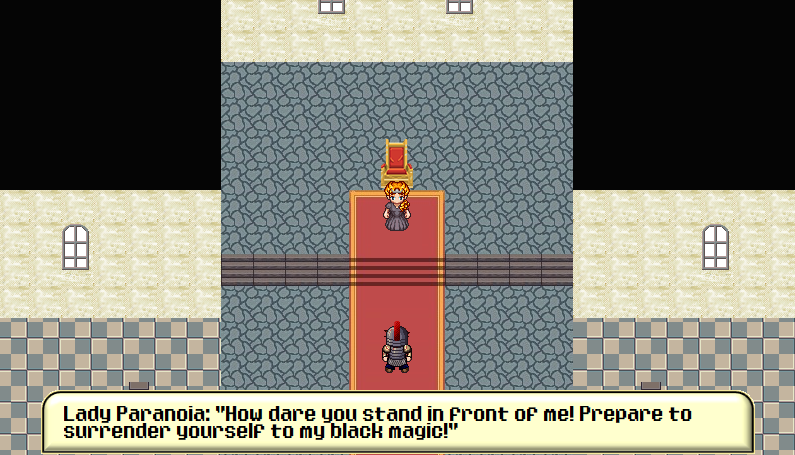 Lady Paranoia: "How dare you stand in front of me! Prepare to
surrender yourself to my black magic!"